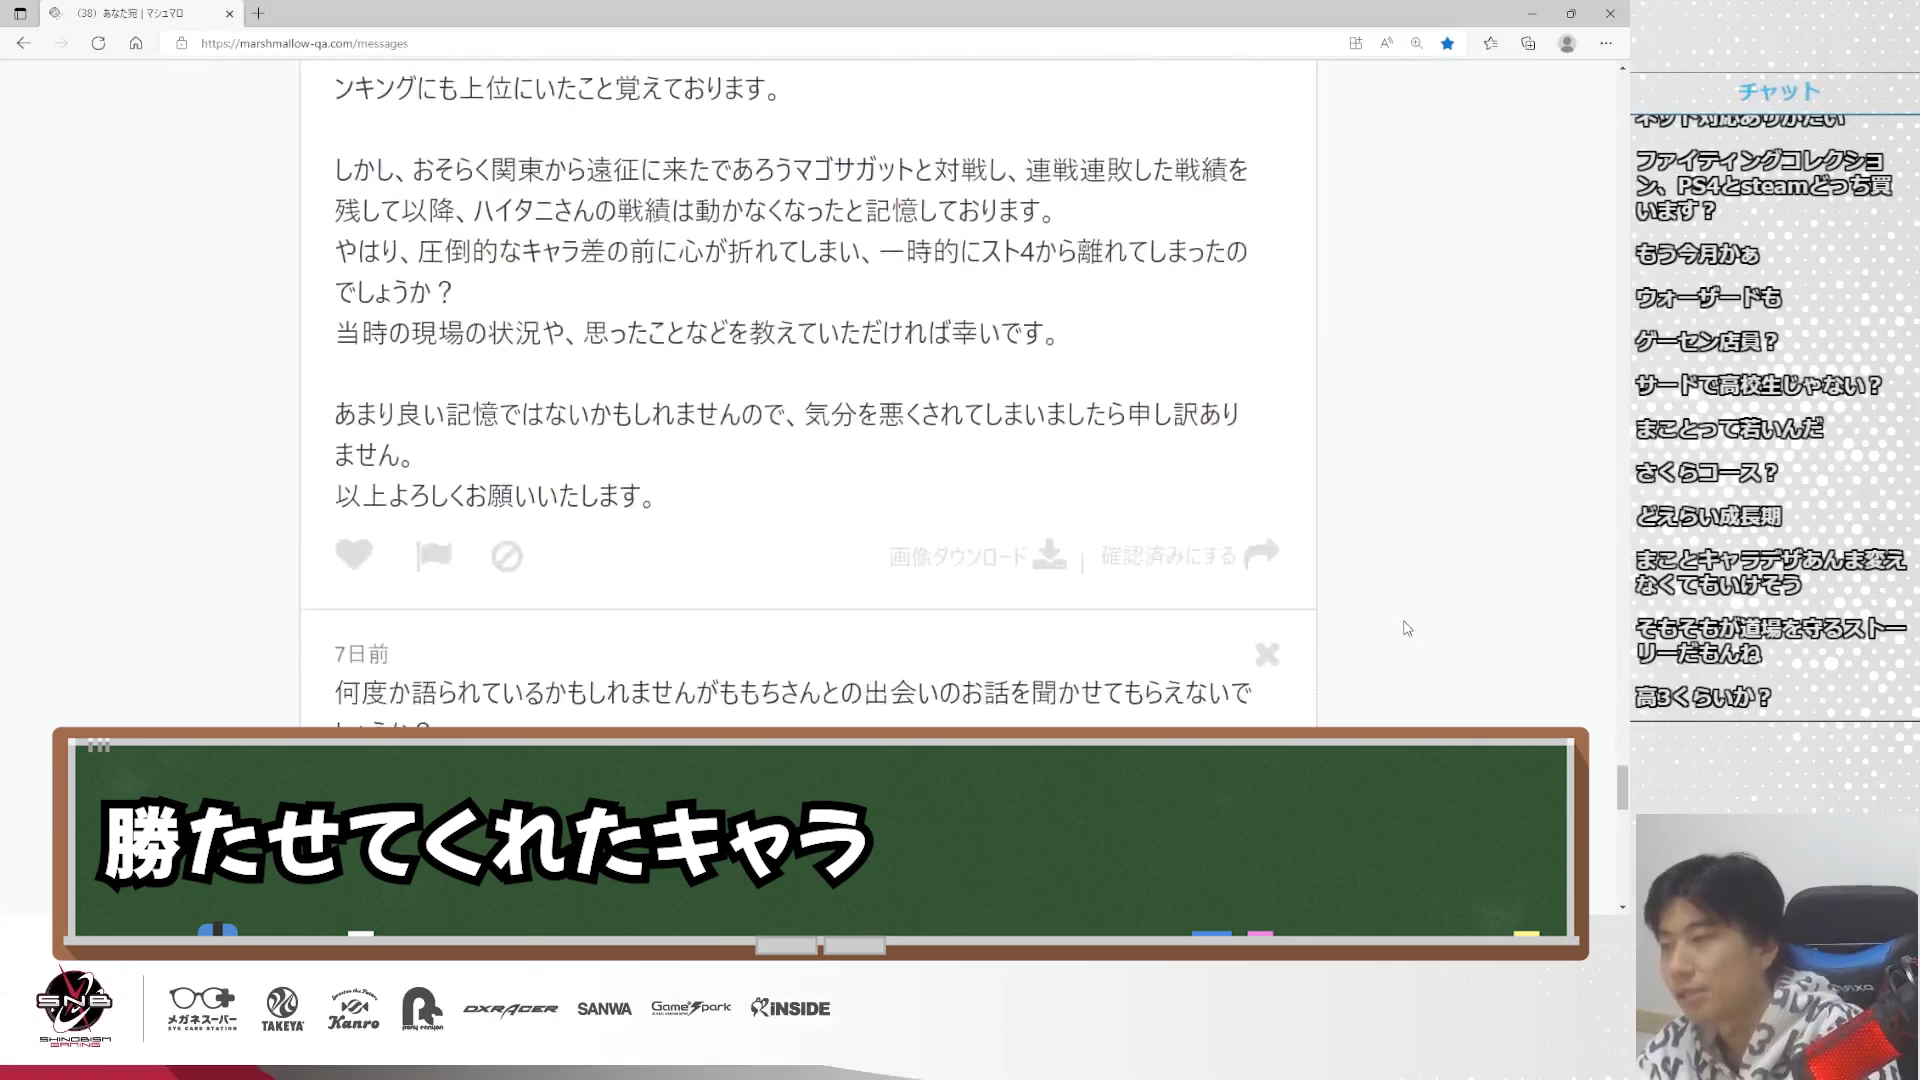 (38) あなた宛 | マシュマロ
https://marshmallow-qa.com/messages
ンキングにも上位にいたこと覚えております。
しかし、おそらく関東から遠征に来たであろうマゴサガットと対戦し、連戦連敗した戦績を
残して以降、ハイタニさんの戦績は動かなくなったと記憶しております。
やはり、圧倒的なキャラ差の前に心が折れてしまい、一時的にスト4から離れてしまったの
でしょうか？
当時の現場の状況や、思ったことなどを教えていただければ幸いです。
あまり良い記憶ではないかもしれませんので、気分を悪くされてしまいましたら申し訳あり
ません。
以上よろしくお願いいたします。
画像ダウンロード
確認済みにする
7日前
何度か語られているかもしれませんがももちさんとの出会いのお話を聞かせてもらえないで
勝たせてくれたキャラ
チャット
ネット対応ありがたい
ファイティングコレクショ
ン、PS4とsteamどっち買
います？
もう今月かぁ
ウォーザードも
ゲーセン店員？
サードで高校生じゃない？
まことって若いんだ
さくらコース？
どえらい成長期
まことキャラデザあんま変え
なくてもいけそう
そもそもが道場を守るストー
リーだもんね
高3くらいか？
SNB
SHINOBISM
GAMING
メガネスーパー
EYE CARE STATION
TAKEYA
Sweeten the Future
Kanro
pony canyon
DXRACER
SANWA
Game*Spark
iNSIDE